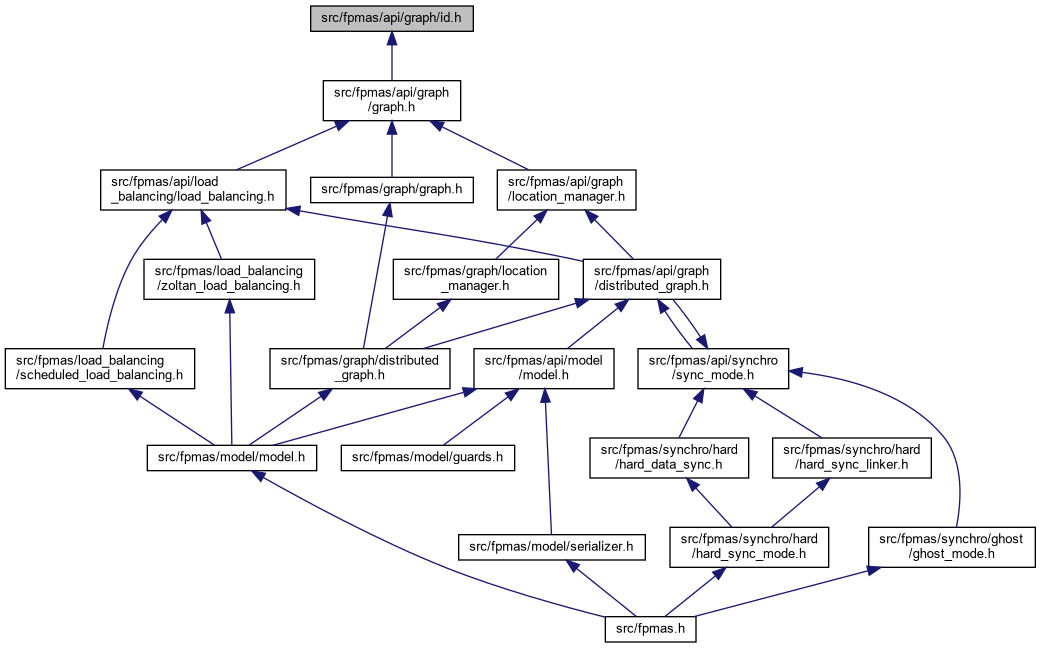 src/fpmas/api/graph/id.h
src/fpmas/api/graph
/graph.h
src/fpmas/api/load
_balancing/load_balancing.h
src/fpmas/graph/graph.h
src/fpmas/api/graph
/location_manager.h
src/fpmas/load_balancing
/zoltan_load_balancing.h
src/fpmas/graph/location
_manager.h
src/fpmas/api/graph
/distributed_graph.h
src/fpmas/load_balancing
/scheduled_load_balancing.h
src/fpmas/graph/distributed
_graph.h
src/fpmas/api/model
/model.h
src/fpmas/api/synchro
/sync_mode.h
src/fpmas/model/model.h
src/fpmas/model/guards.h
src/fpmas/synchro/hard
/hard_data_sync.h
src/fpmas/synchro/hard
/hard_sync_linker.h
src/fpmas/model/serializer.h
src/fpmas/synchro/hard
/hard_sync_mode.h
src/fpmas/synchro/ghost
/ghost_mode.h
src/fpmas.h